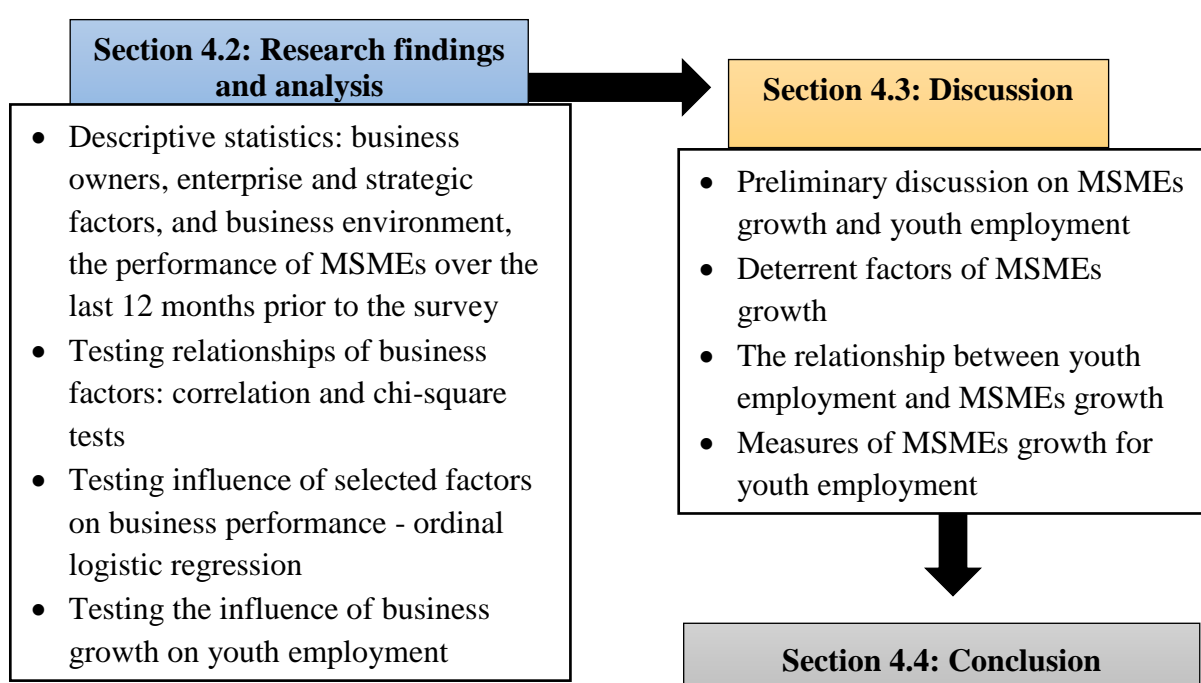 Section 4.2: Research findings
and analysis
• Descriptive statistics: business
owners, enterprise and strategic
factors, and business environment,
the performance of MSMEs over the
last 12 months prior to the survey
• Testing relationships of business
factors: correlation and chi-square
tests
• Testing influence of selected factors
on business performance - ordinal
logistic regression
• Testing the influence of business
growth on youth employment
Section 4.3: Discussion
• Preliminary discussion on MSMEs
growth and youth employment
• Deterrent factors of MSMEs
growth
• The relationship between youth
employment and MSMEs growth
• Measures of MSMEs growth for
youth employment
Section 4.4: Conclusion